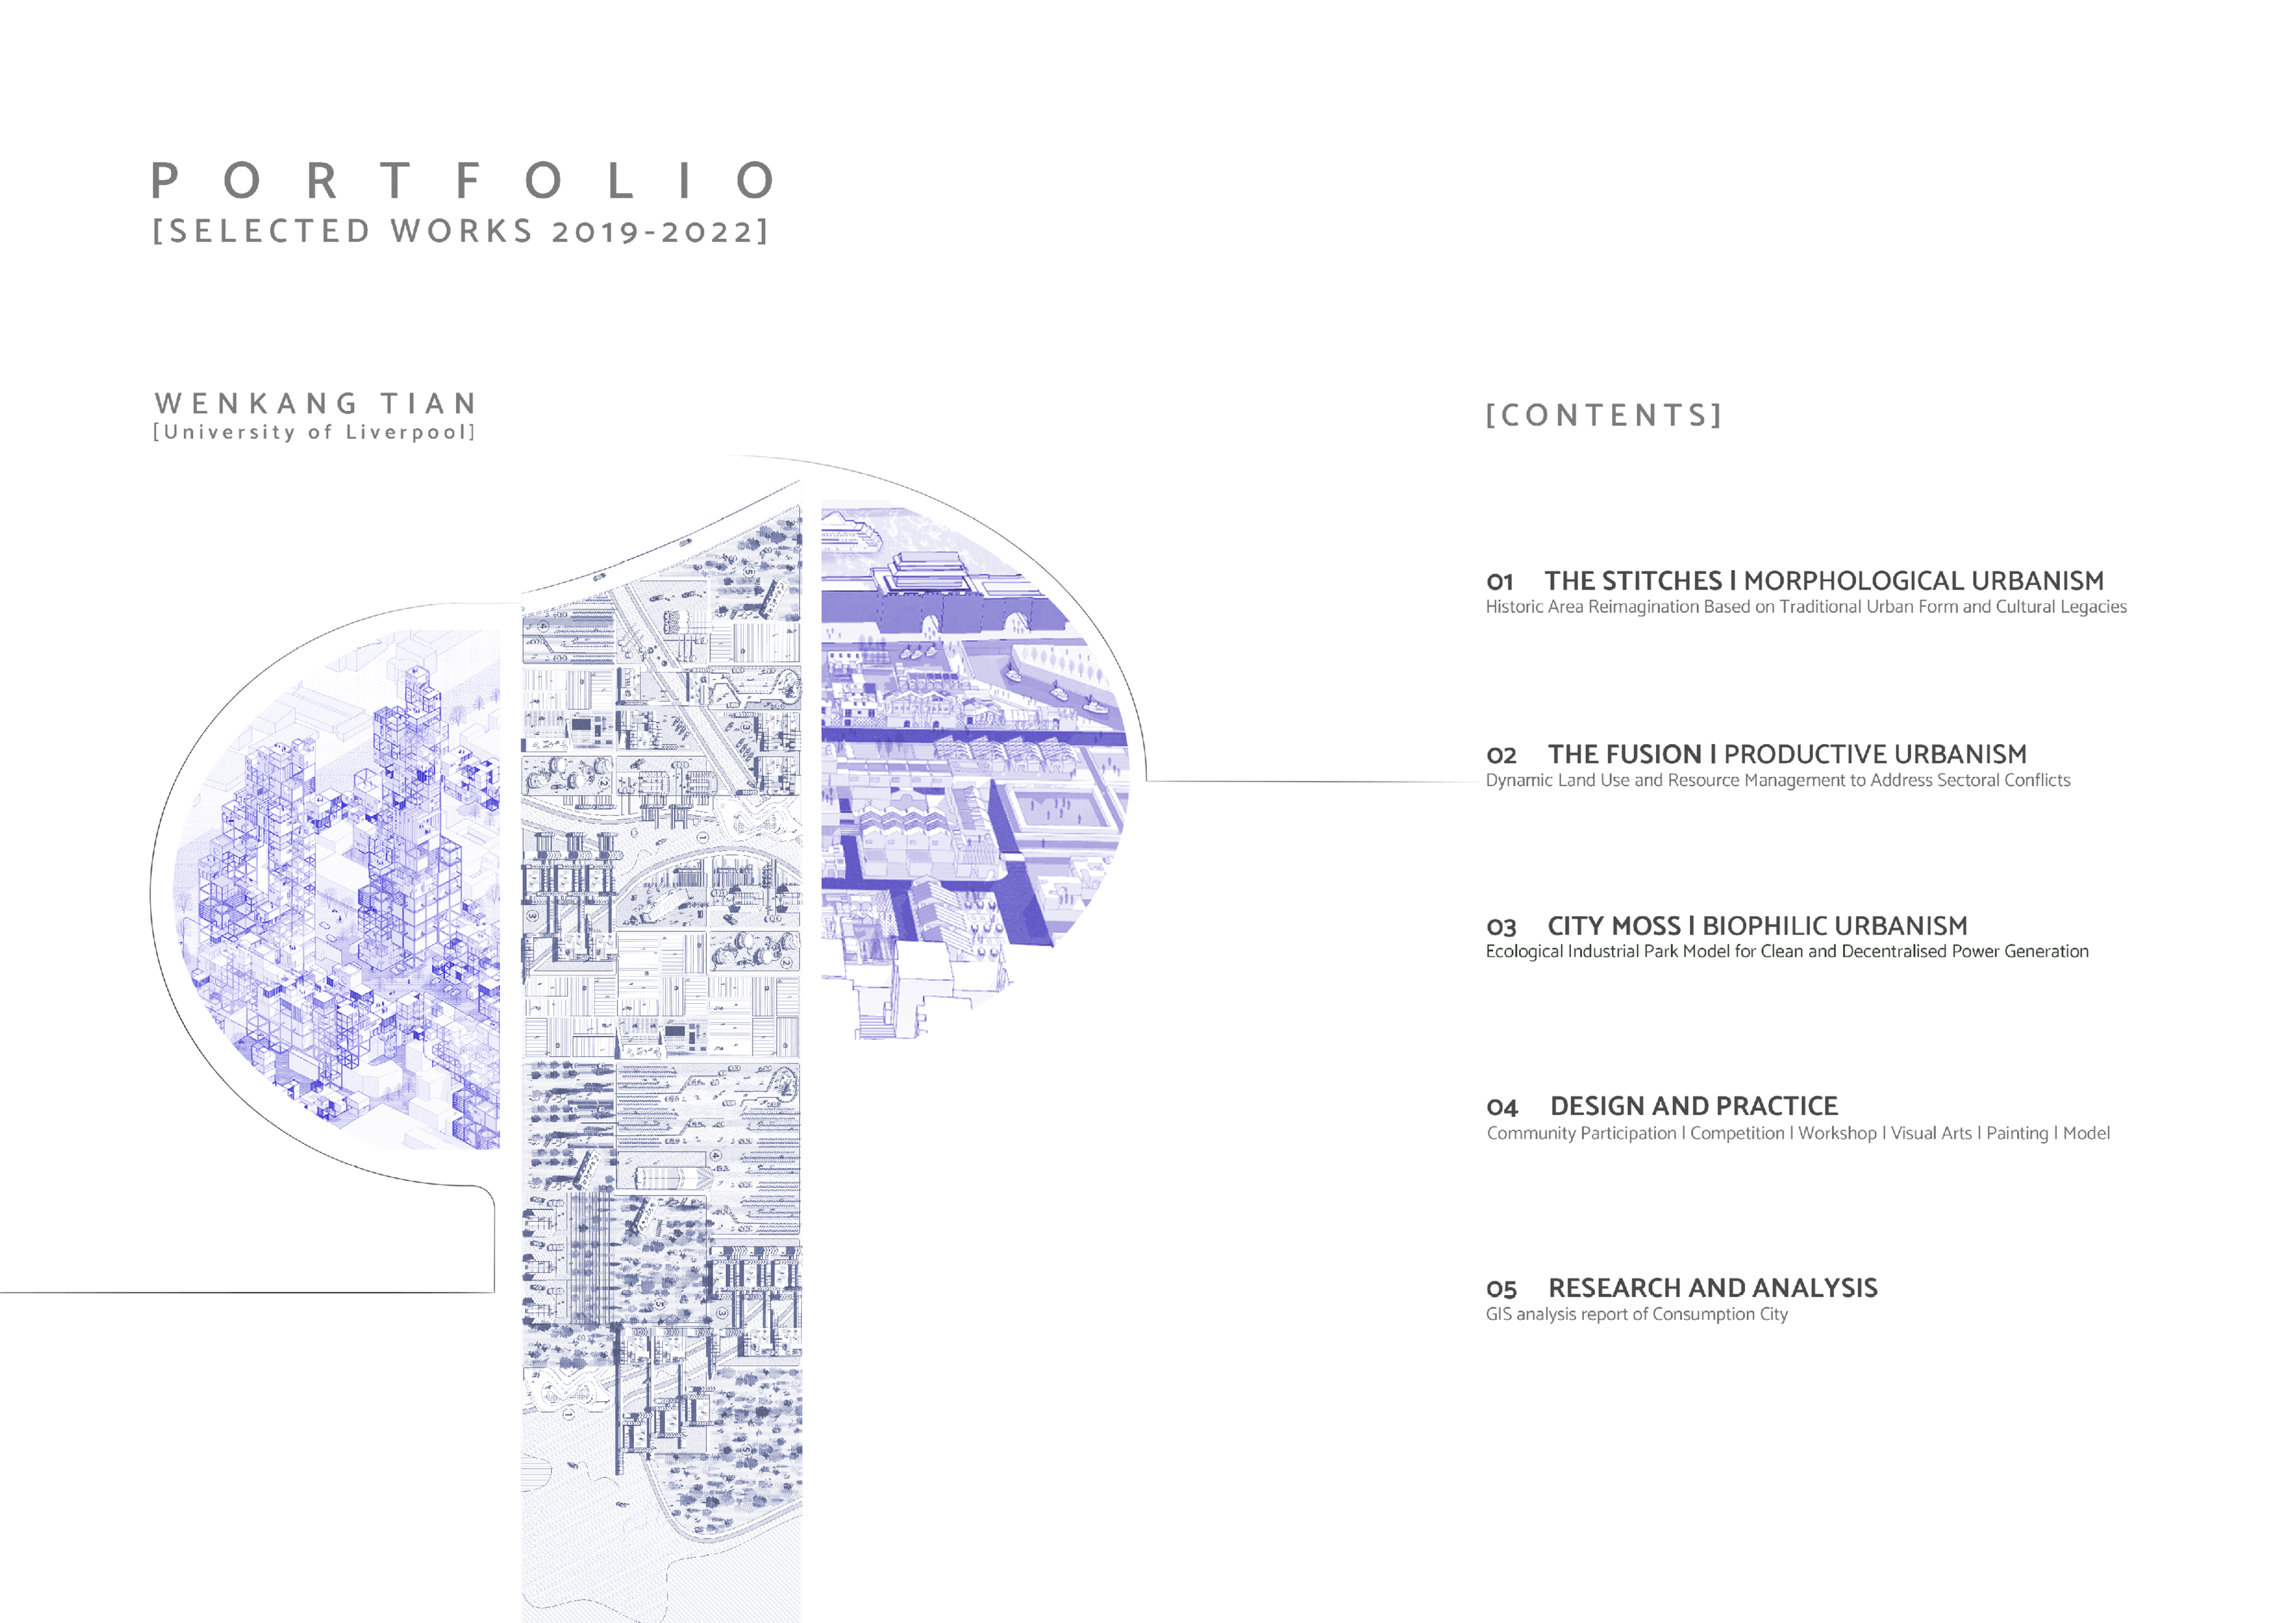 PORTFOLIO
[SELECTED WORKS 2019-2022]
WENKANG TIAN
[University of Liverpool]
[CONTENTS]
01 THE STITCHES | MORPHOLOGICAL URBANISM
Historic Area Reimagination Based on Traditional Urban Form and Cultural Legacies
02 THE FUSION | PRODUCTIVE URBANISM
Dynamic Land Use and Resource Management to Address Sectoral Conflicts
03 CITY MOSS | BIOPHILIC URBANISM
Ecological Industrial Park Model for Clean and Decentralised Power Generation
04 DESIGN AND PRACTICE
Community Participation | Competition | Workshop | Visual Arts | Painting | Model
05 RESEARCH AND ANALYSIS
GIS analysis report of Consumption City